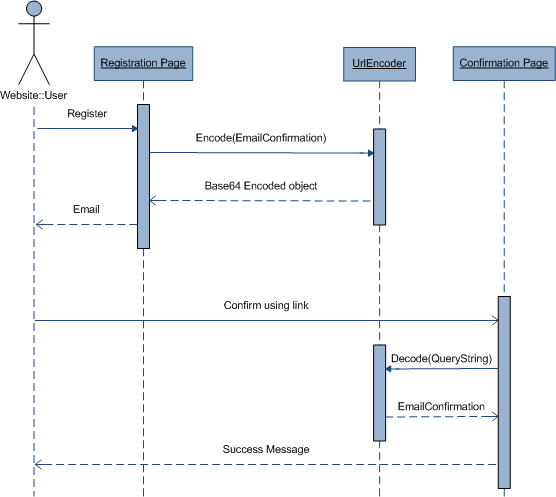 Registration Page
UrlEncoder
Confirmation Page
Website::User
Register
Encode(EmailConfirmation)
Base64 Encoded object
Email
Confirm using link
Decode(QueryString)
EmailConfirmation
Success Message